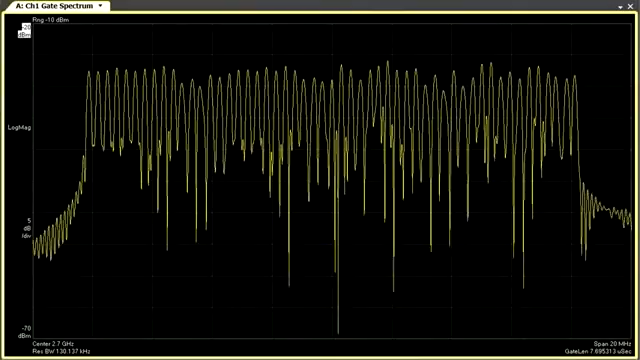 A: Ch1 Gate Spectrum
Rng -10 dBm
-20
dBm
LogMag
5
dB
/div
-70
dBm
Center 2.7 GHz
Span 20 MHz
Res BW 130.137 kHz
GateLen 7.695313 uSec